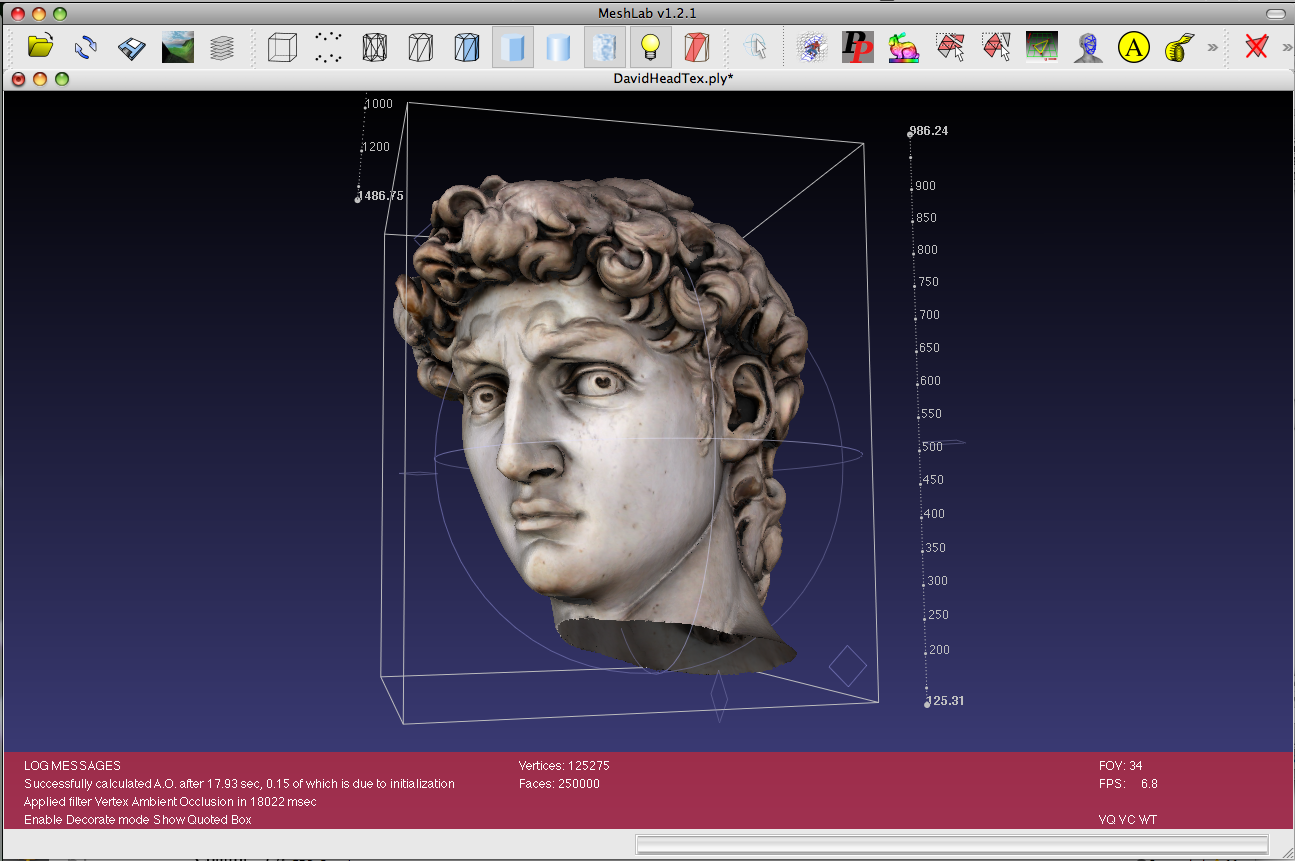 MeshLab v1.2.1
PP
A
»
»
DavidHeadTex.ply*
1000
1200
1486.75
986.24
900
850
800
750
700
650
600
550
500
450
400
350
300
250
200
125.31
LOG MESSAGES
Successfully calculated A.O. after 17.93 sec, 0.15 of which is due to initialization
Applied filter Vertex Ambient Occlusion in 18022 msec
Enable Decorate mode Show Quoted Box
Vertices: 125275
Faces: 250000
FOV: 34
FPS: 6.8
VQ VC WT